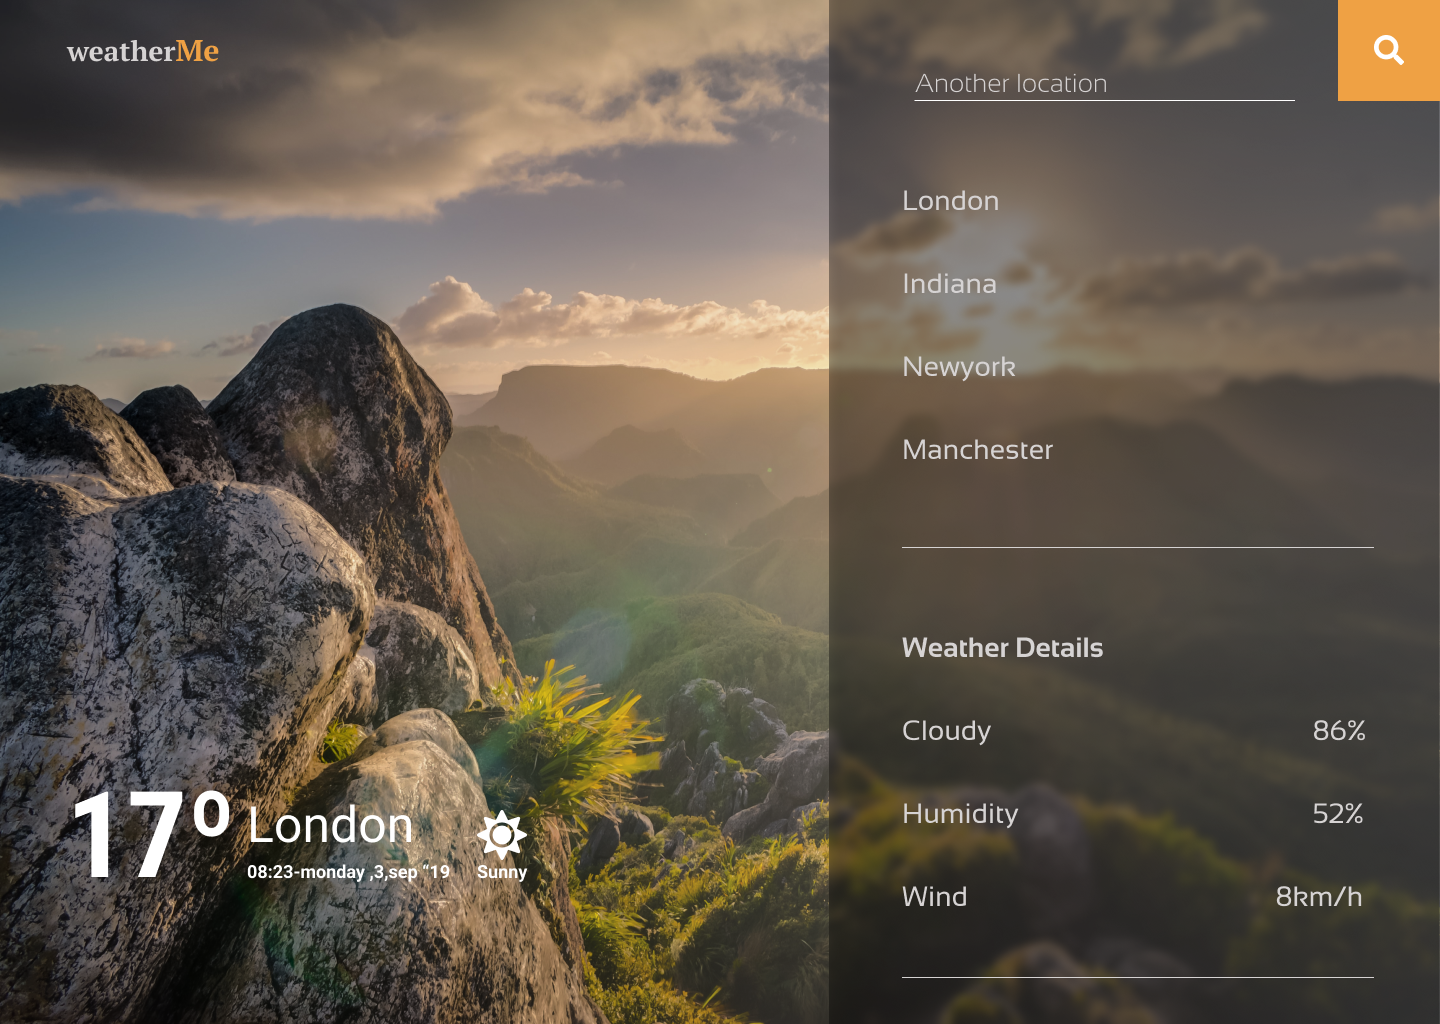 weatherMe
Another location
London
Indiana
Newyork
Manchester
Weather Details
Cloudy 86%
Humidity 52%
Wind 8km/h
17° London
08:23-monday ,3,sep “19 Sunny